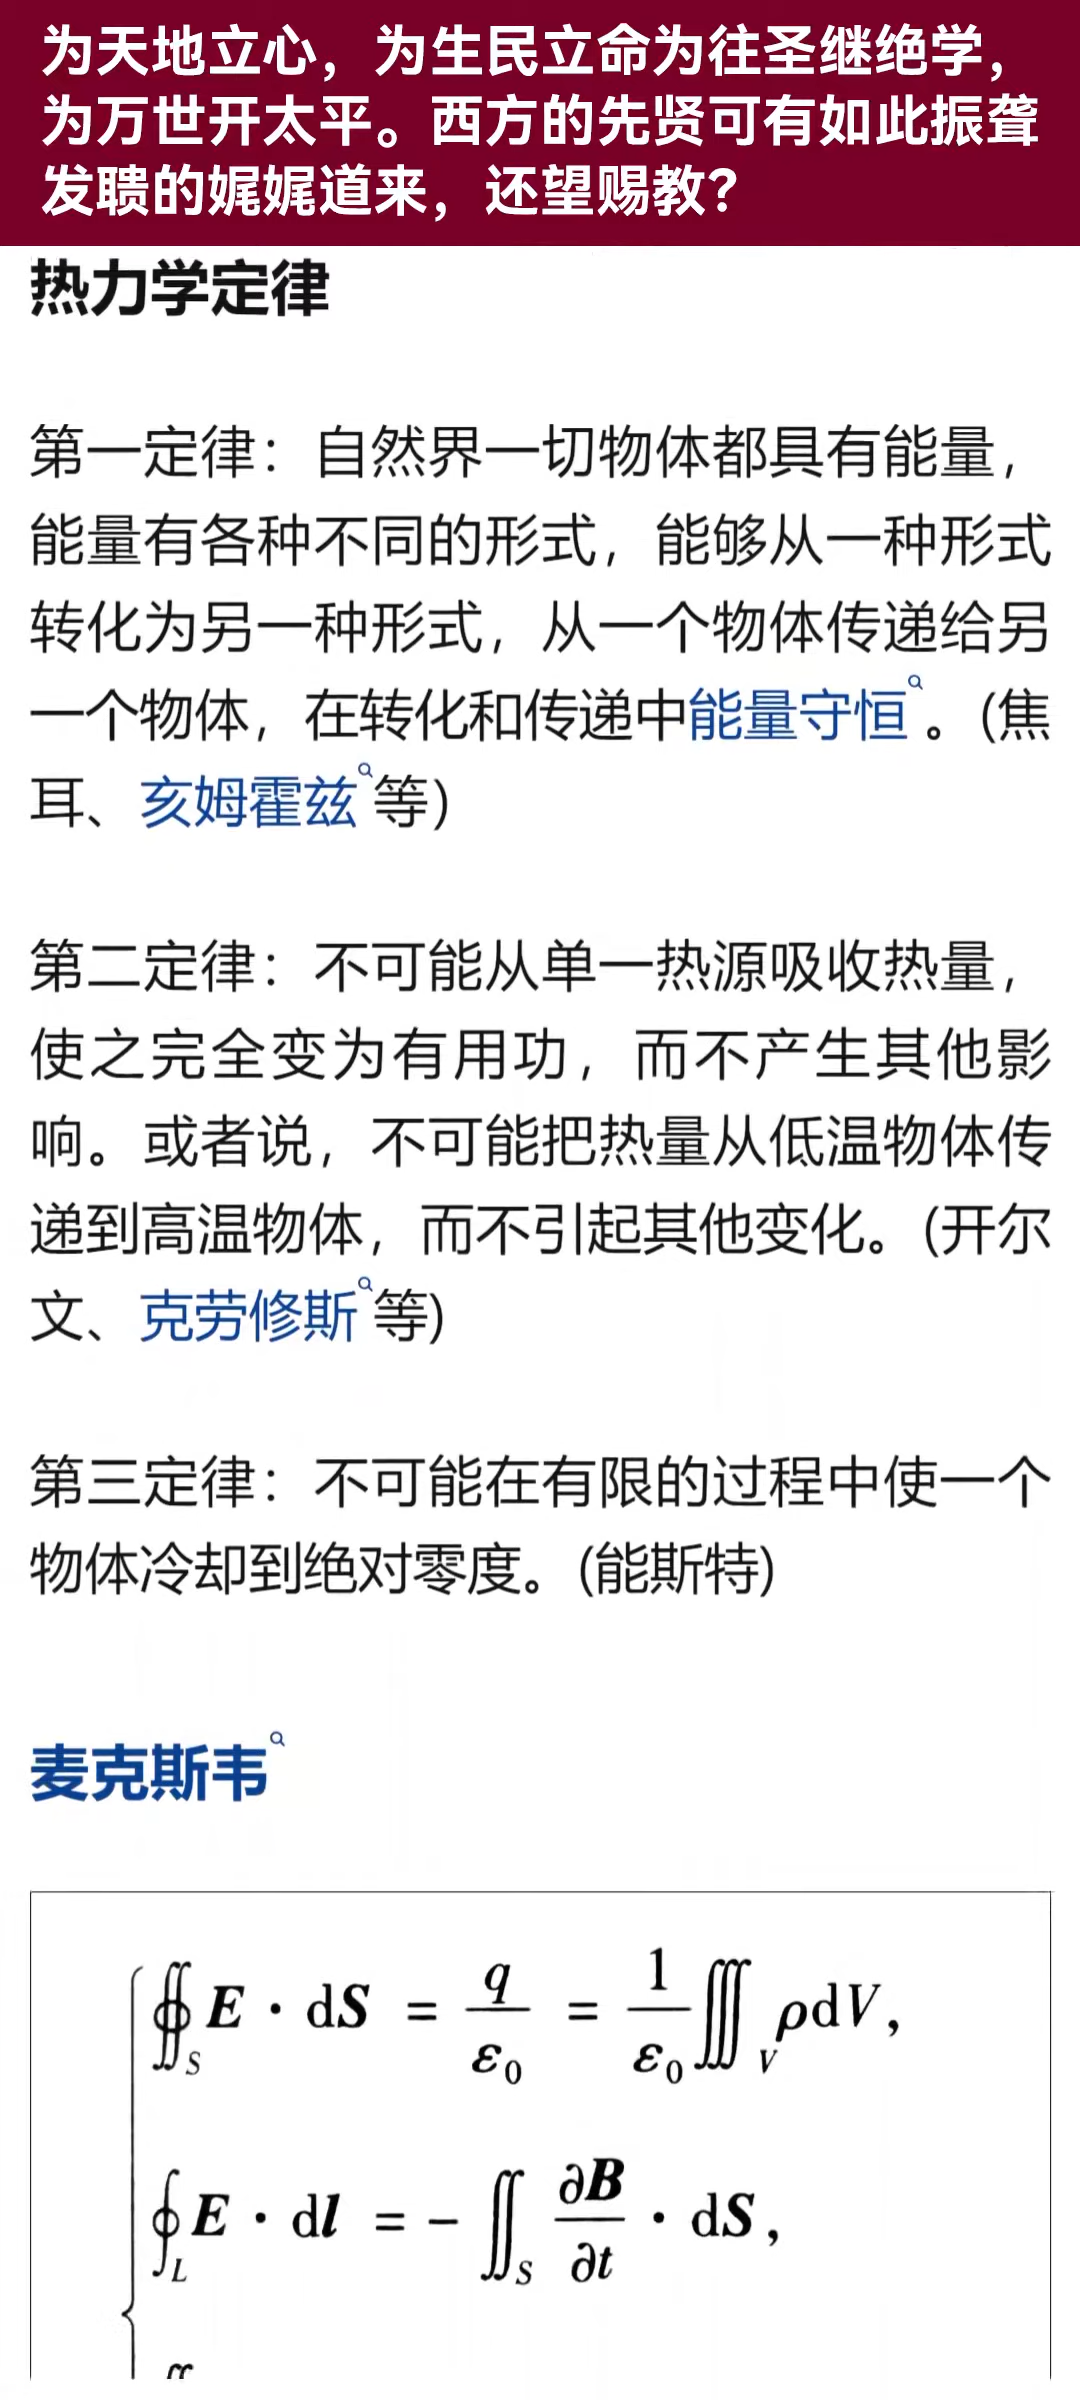 为天地立心，为生民立命为往圣继绝学，
为万世开太平。西方的先贤可有如此振聋
发聩的娓娓道来，还望赐教？
热力学定律
第一定律：自然界一切物体都具有能量，
能量有各种不同的形式，能够从一种形式
转化为另一种形式，从一个物体传递给另
一个物体，在转化和传递中能量守恒。(焦
耳、亥姆霍兹等)
第二定律：不可能从单一热源吸收热量，
使之完全变为有用功，而不产生其他影
响。或者说，不可能把热量从低温物体传
递到高温物体，而不引起其他变化。(开尔
文、克劳修斯等)
第三定律：不可能在有限的过程中使一个
物体冷却到绝对零度。(能斯特)
麦克斯韦
∯_S E · dS = q/ε₀ = 1/ε₀ ∭_V ρdV,
∮_L E · dl = − ∬_S ∂B/∂t · dS,